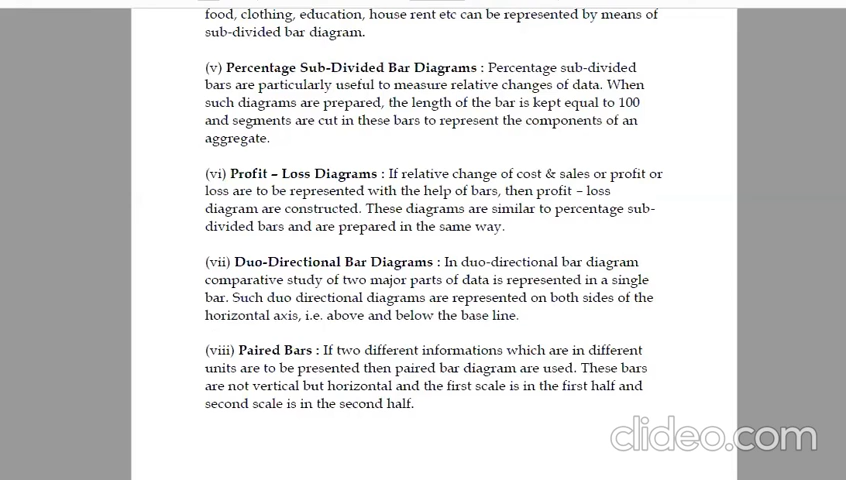 food, clothing, education, house rent etc can be represented by means of
sub-divided bar diagram.
(v) Percentage Sub-Divided Bar Diagrams : Percentage sub-divided
bars are particularly useful to measure relative changes of data. When
such diagrams are prepared, the length of the bar is kept equal to 100
and segments are cut in these bars to represent the components of an
aggregate.
(vi) Profit – Loss Diagrams : If relative change of cost & sales or profit or
loss are to be represented with the help of bars, then profit – loss
diagram are constructed. These diagrams are similar to percentage sub-
divided bars and are prepared in the same way.
(vii) Duo-Directional Bar Diagrams : In duo-directional bar diagram
comparative study of two major parts of data is represented in a single
bar. Such duo directional diagrams are represented on both sides of the
horizontal axis, i.e. above and below the base line.
(viii) Paired Bars : If two different informations which are in different
units are to be presented then paired bar diagram are used. These bars
are not vertical but horizontal and the first scale is in the first half and
second scale is in the second half.
clideo.com